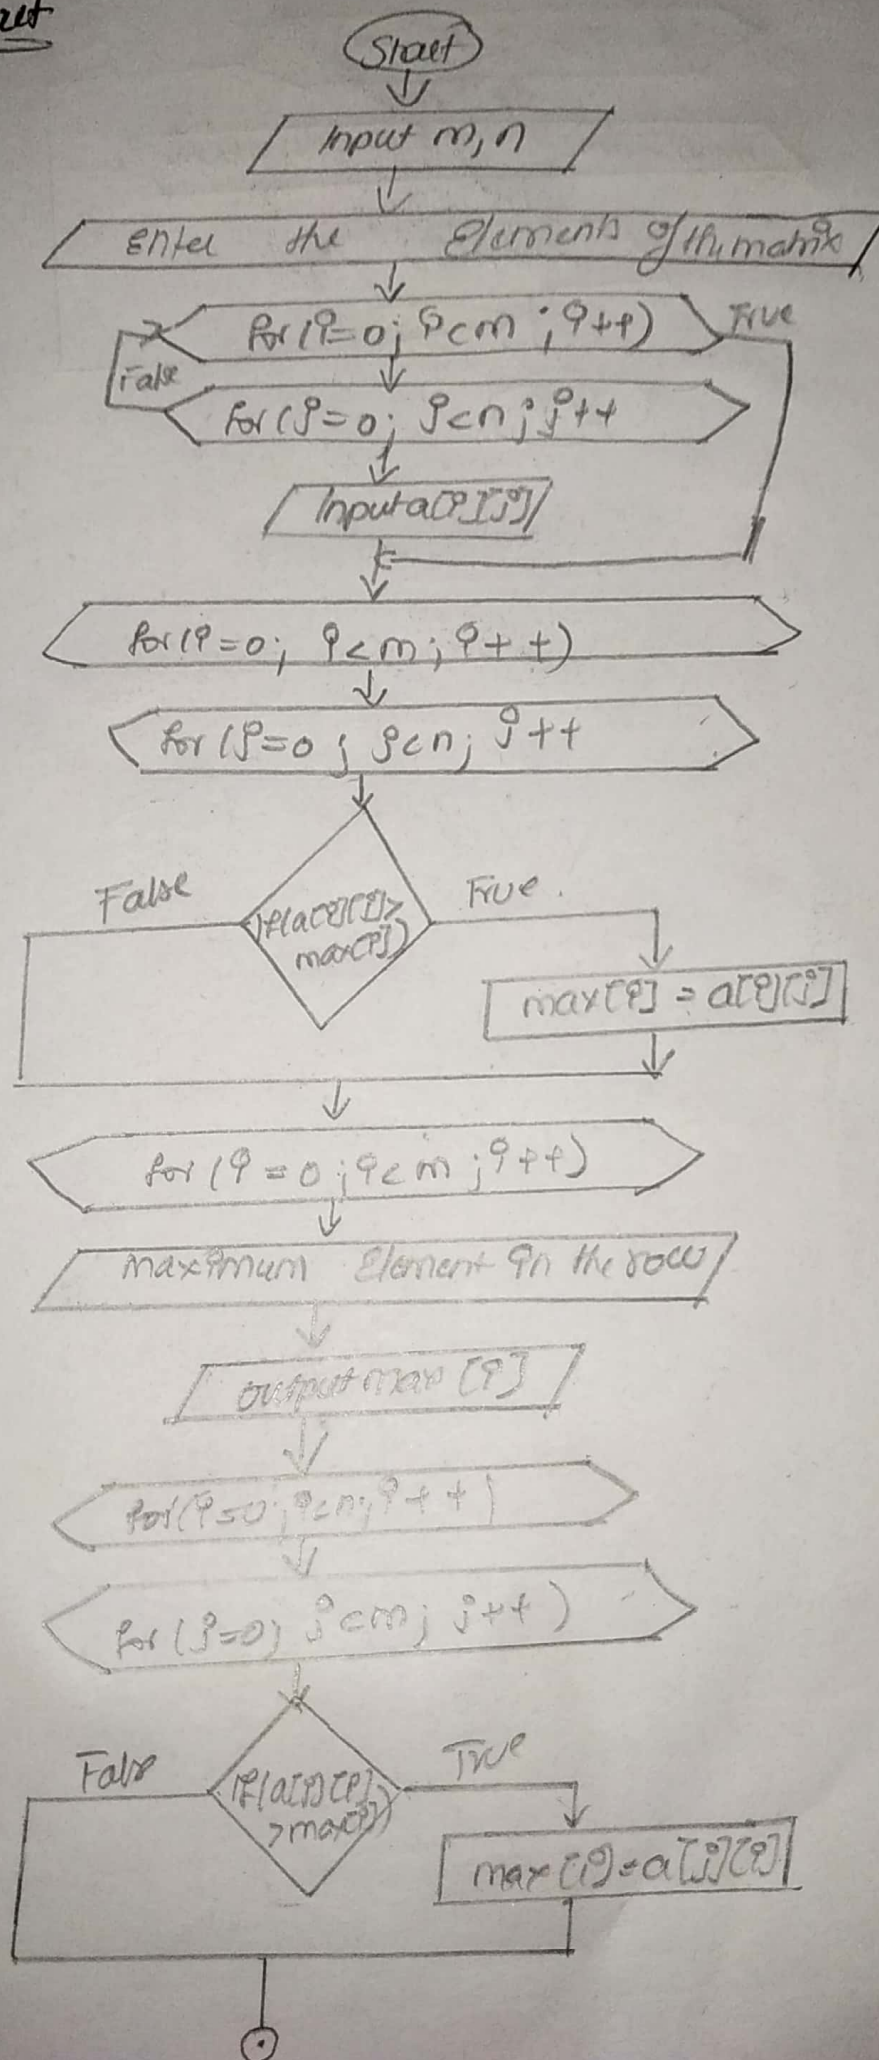 Start
Input m, n
Enter the Elements of the matrix
for (i=0; i<m; i++)
True
False
for (j=0; j<n; j++
Input a[i][j]
for (i=0; i<m; i++)
for (j=0; j<n; j++
False
True
if(a[i][j]>
max[i])
max[i] = a[i][j]
for (i=0; i<m; i++)
maximum Element in the row
output max [i]
for (i=0; i<n; i++)
for (j=0; j<m; j++)
False
True
if(a[j][i]
>max[i])
max[i]=a[j][i]